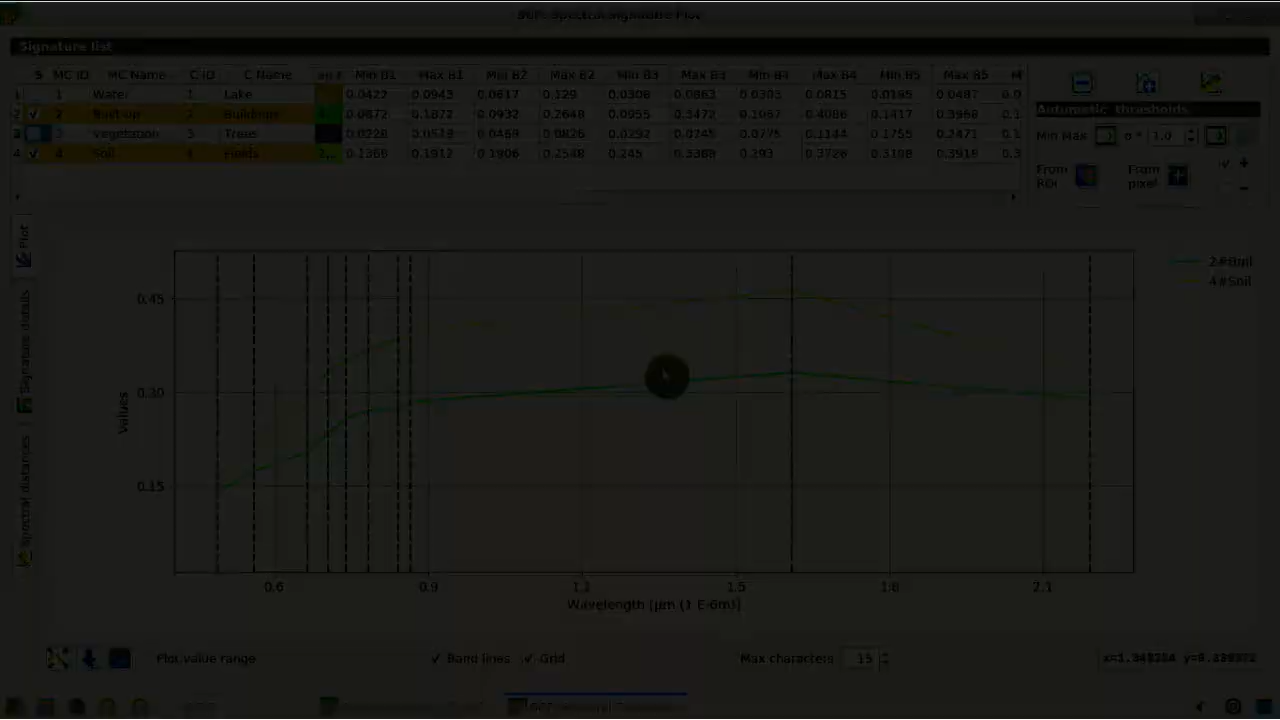 SCP: Spectral Signature Plot
Signature list
S MC ID MC Name C ID C Name Min B1 Max B1 Min B2 Max B2 Min B3 Max B3 Min B4 Max B4 Min B5 Max B5 M
1 1 Water 1 Lake 0.0422 0.0943 0.0617 0.129 0.0308 0.0863 0.0303 0.0815 0.0195 0.0487 0.0
2 ✓ 2 Built-up 2 Buildings 0.0872 0.1872 0.0932 0.2648 0.0955 0.3472 0.1067 0.4086 0.1417 0.3968 0.1
3 3 Vegetation 3 Trees 0.0228 0.0518 0.0469 0.0826 0.0292 0.0745 0.0775 0.1144 0.1755 0.2471 0.1
4 ✓ 4 Soil 4 Fields 0.1366 0.1912 0.1906 0.2548 0.245 0.3368 0.293 0.3726 0.3198 0.3918 0.3
Automatic thresholds
Min Max σ * 1.0
From ROI From pixel
Plot
Signature details
Spectral distances
2#Buil
4#Soil
0.45
0.30
0.15
Values
0.6 0.9 1.5 1.8 2.1
Wavelength [µm (1 E-6m)]
Plot value range ✓ Band lines ✓ Grid Max characters 15